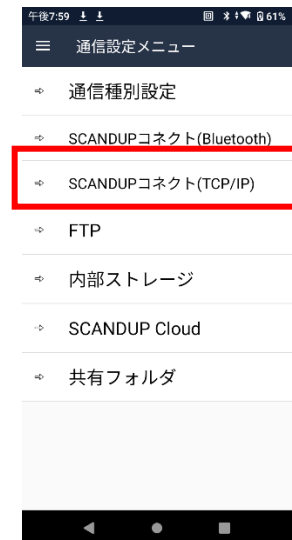 午後7:59 61%
通信設定メニュー
通信種別設定
SCANDUPコネクト(Bluetooth)
SCANDUPコネクト(TCP/IP)
FTP
内部ストレージ
SCANDUP Cloud
共有フォルダ